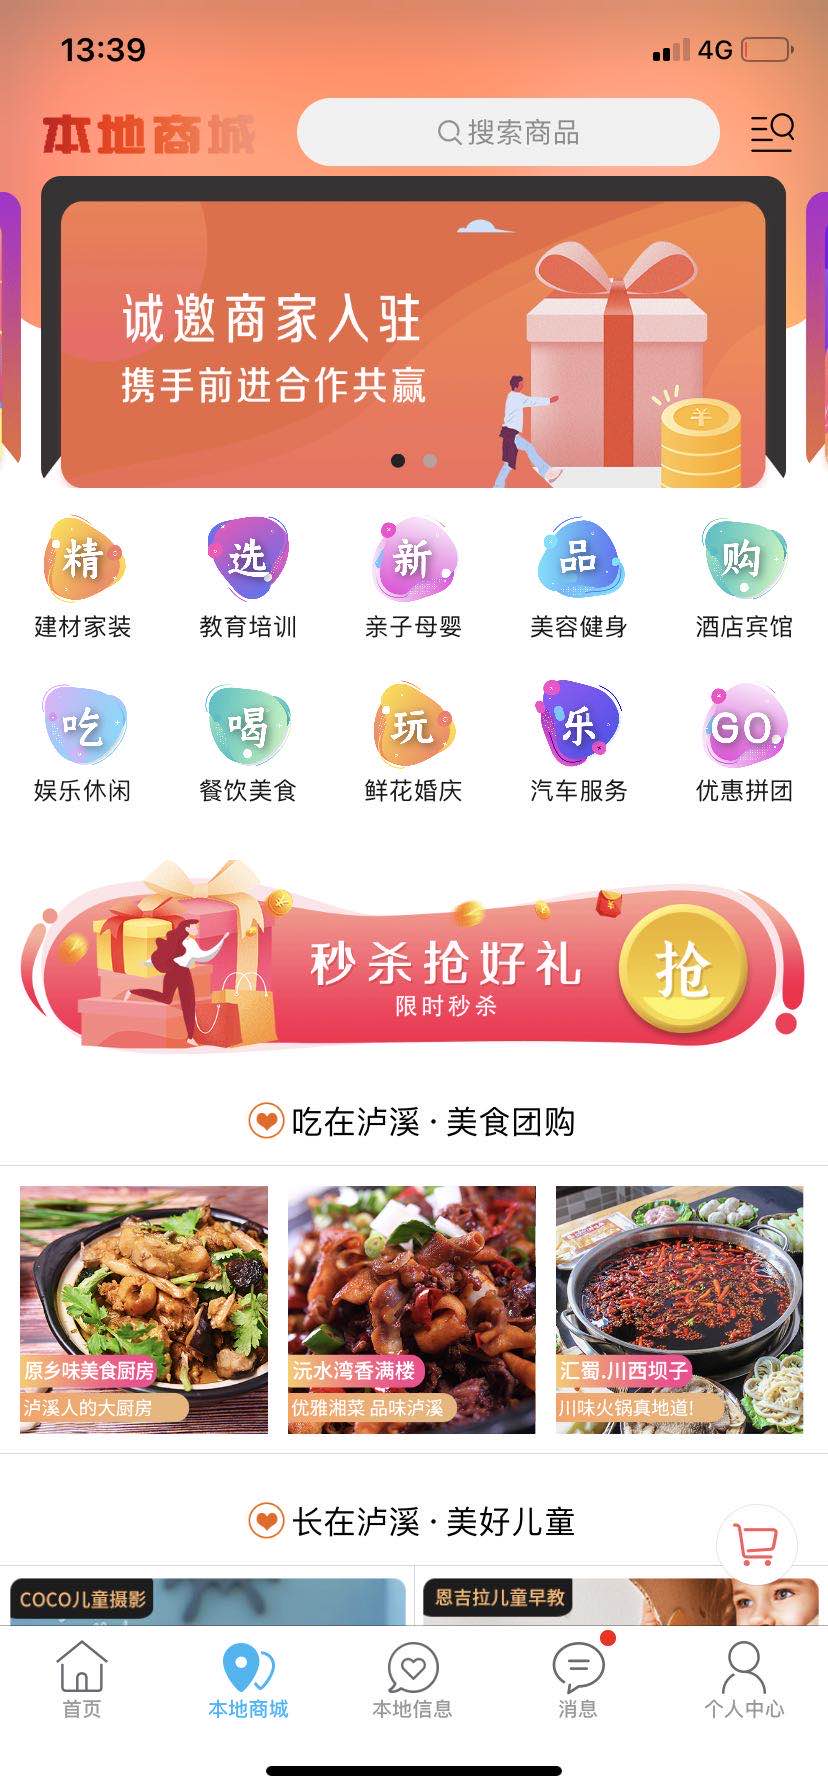 13:39
4G
本地商城
搜索商品
诚邀商家入驻
携手前进合作共赢
精 选 新 品 购
建材家装 教育培训 亲子母婴 美容健身 酒店宾馆
吃 喝 玩 乐 GO
娱乐休闲 餐饮美食 鲜花婚庆 汽车服务 优惠拼团
秒杀抢好礼
限时秒杀
抢
吃在泸溪·美食团购
原乡味美食厨房
泸溪人的大厨房
沅水湾香满楼
优雅湘菜 品味泸溪
汇蜀.川西坝子
川味火锅真地道!
长在泸溪·美好儿童
COCO儿童摄影
恩吉拉儿童早教
首页 本地商城 本地信息 消息 个人中心